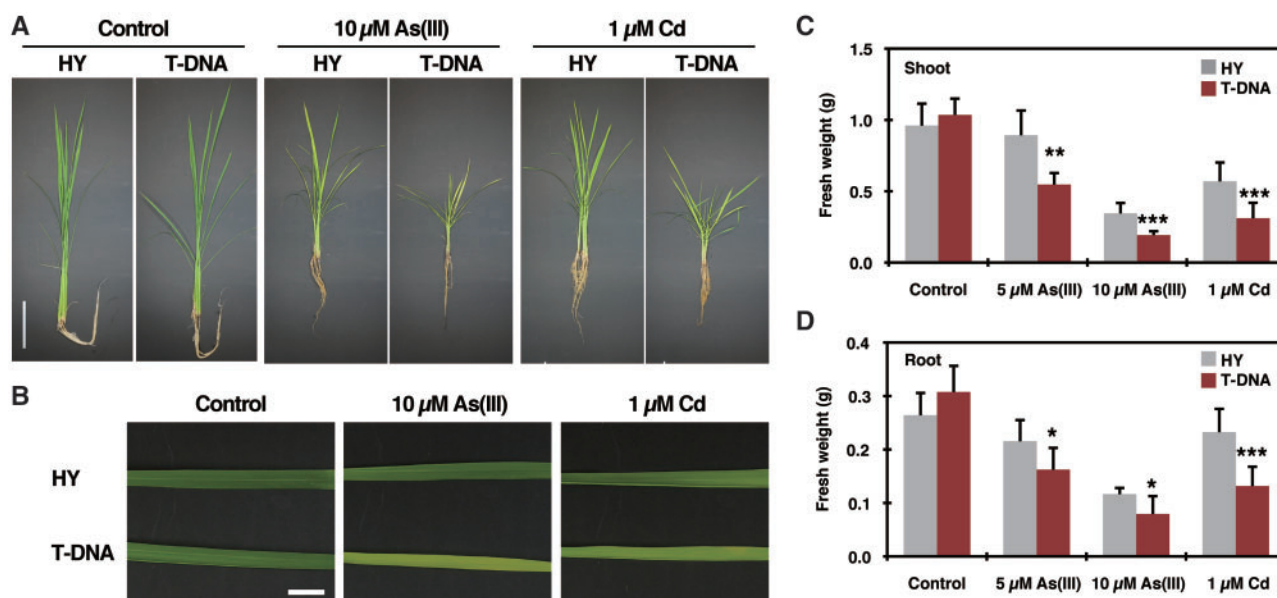 A
Control
10 µM As(III)
1 µM Cd
HY
T-DNA
HY
T-DNA
HY
T-DNA
B
Control
10 µM As(III)
1 µM Cd
HY
T-DNA
C
Shoot
HY
T-DNA
Fresh weight (g)
1.5
1.0
0.5
0.0
**
***
***
Control
5 µM As(III)
10 µM As(III)
1 µM Cd
D
Root
HY
T-DNA
Fresh weight (g)
0.4
0.3
0.2
0.1
0.0
*
*
***
Control
5 µM As(III)
10 µM As(III)
1 µM Cd